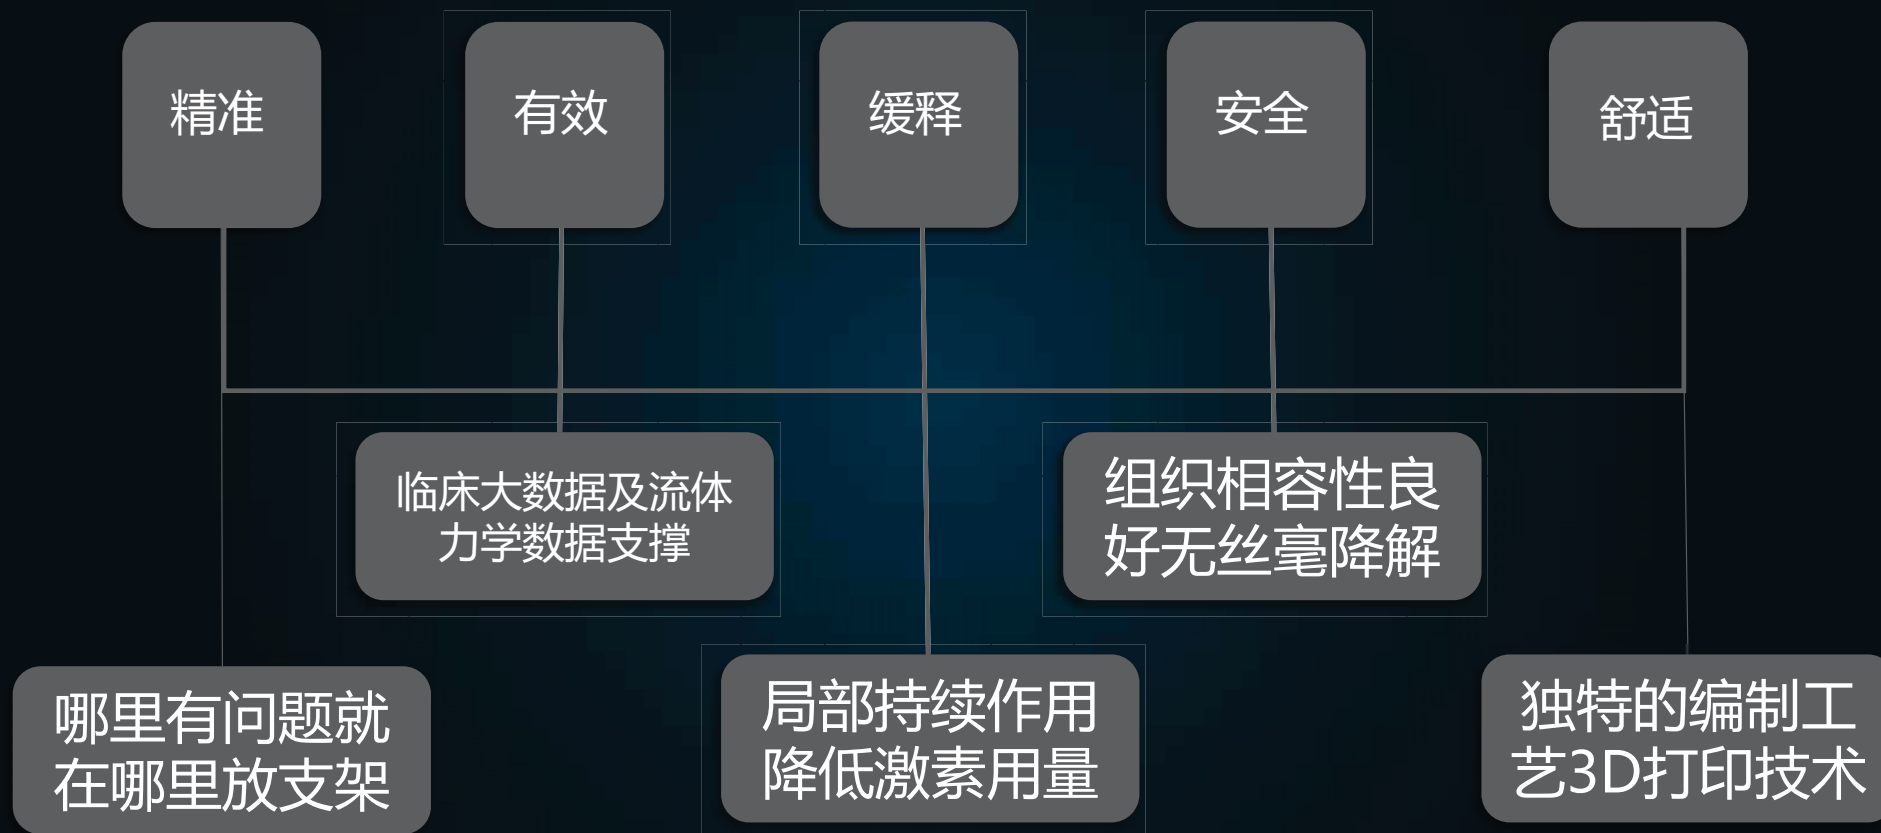 精准
有效
缓释
安全
舒适
临床大数据及流体
力学数据支撑
组织相容性良
好无丝毫降解
哪里有问题就
在哪里放支架
局部持续作用
降低激素用量
独特的编制工
艺3D打印技术